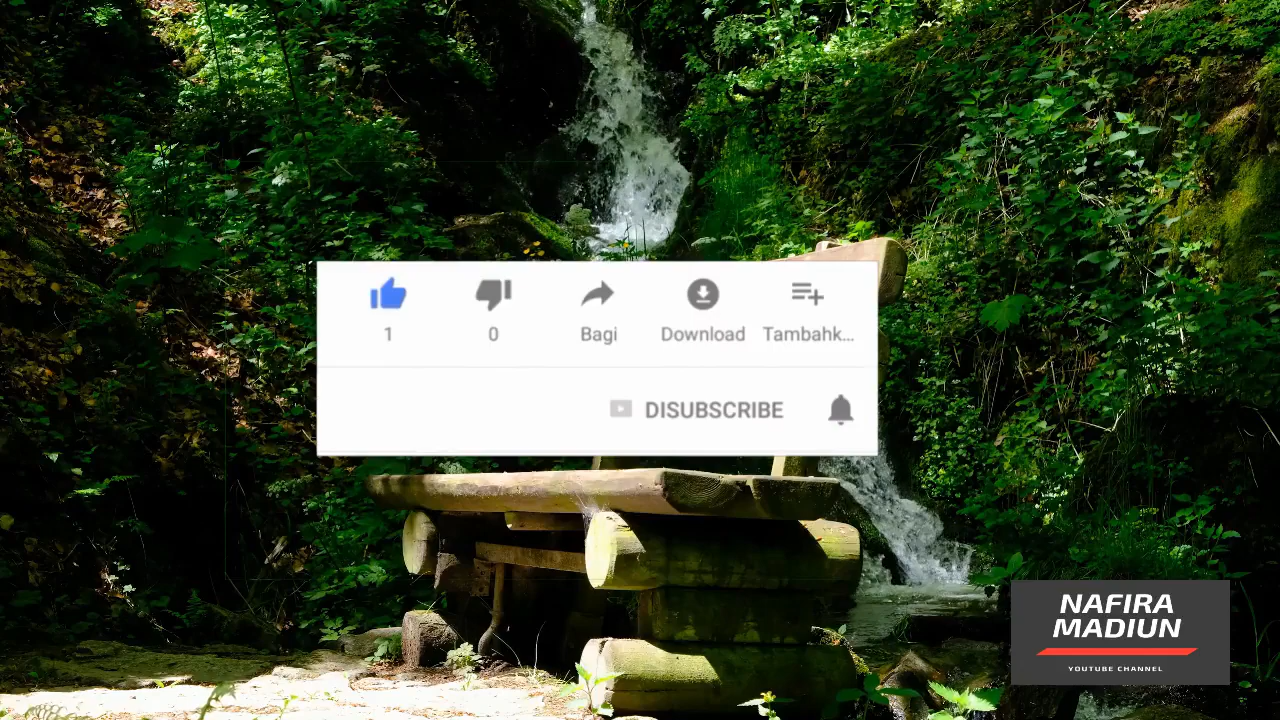 1
0
Bagi
Download
Tambahk...
DISUBSCRIBE
NAFIRA
MADIUN
YOUTUBE CHANNEL